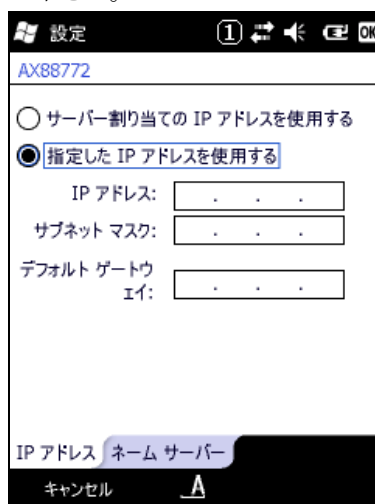 設定 1 OK
AX88772
サーバー割り当ての IP アドレスを使用する
指定した IP アドレスを使用する
IP アドレス: . . .
サブネット マスク: . . .
デフォルト ゲートウ
ェイ: . . .
IP アドレス ネーム サーバー
キャンセル A